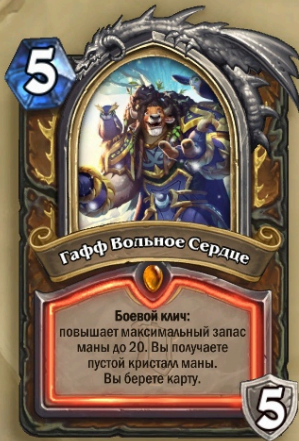 5
Гафф Вольное Сердце
Боевой клич:
повышает максимальный запас
маны до 20. Вы получаете
пустой кристалл маны.
Вы берете карту.
5